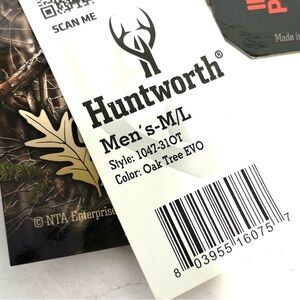 SCAN ME
Huntworth®
Men's-M/L
Style: 1047-31OT
Color: Oak Tree EVO
Made in
© NTA Enterprise
8 03955 16075 7